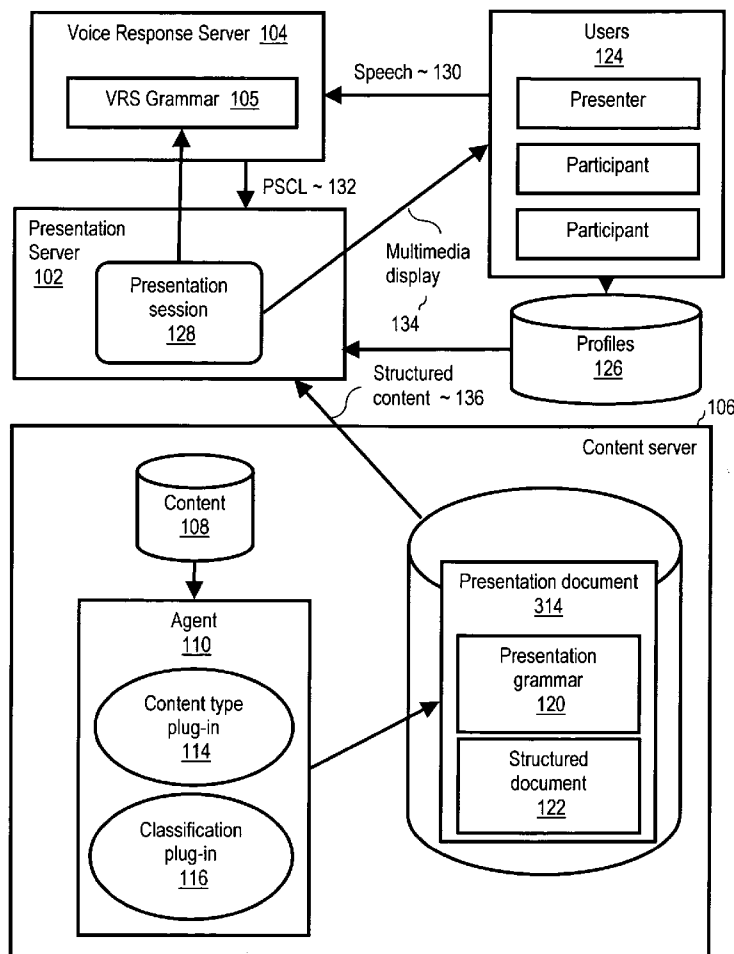 Voice Response Server 104
VRS Grammar 105
Users
124
Presenter
Participant
Participant
Speech ~ 130
PSCL ~ 132
Presentation
Server
102
Presentation
session
128
Multimedia
display
134
Profiles
126
Structured
content ~ 136
106
Content server
Content
108
Agent
110
Content type
plug-in
114
Classification
plug-in
116
Presentation document
314
Presentation
grammar
120
Structured
document
122